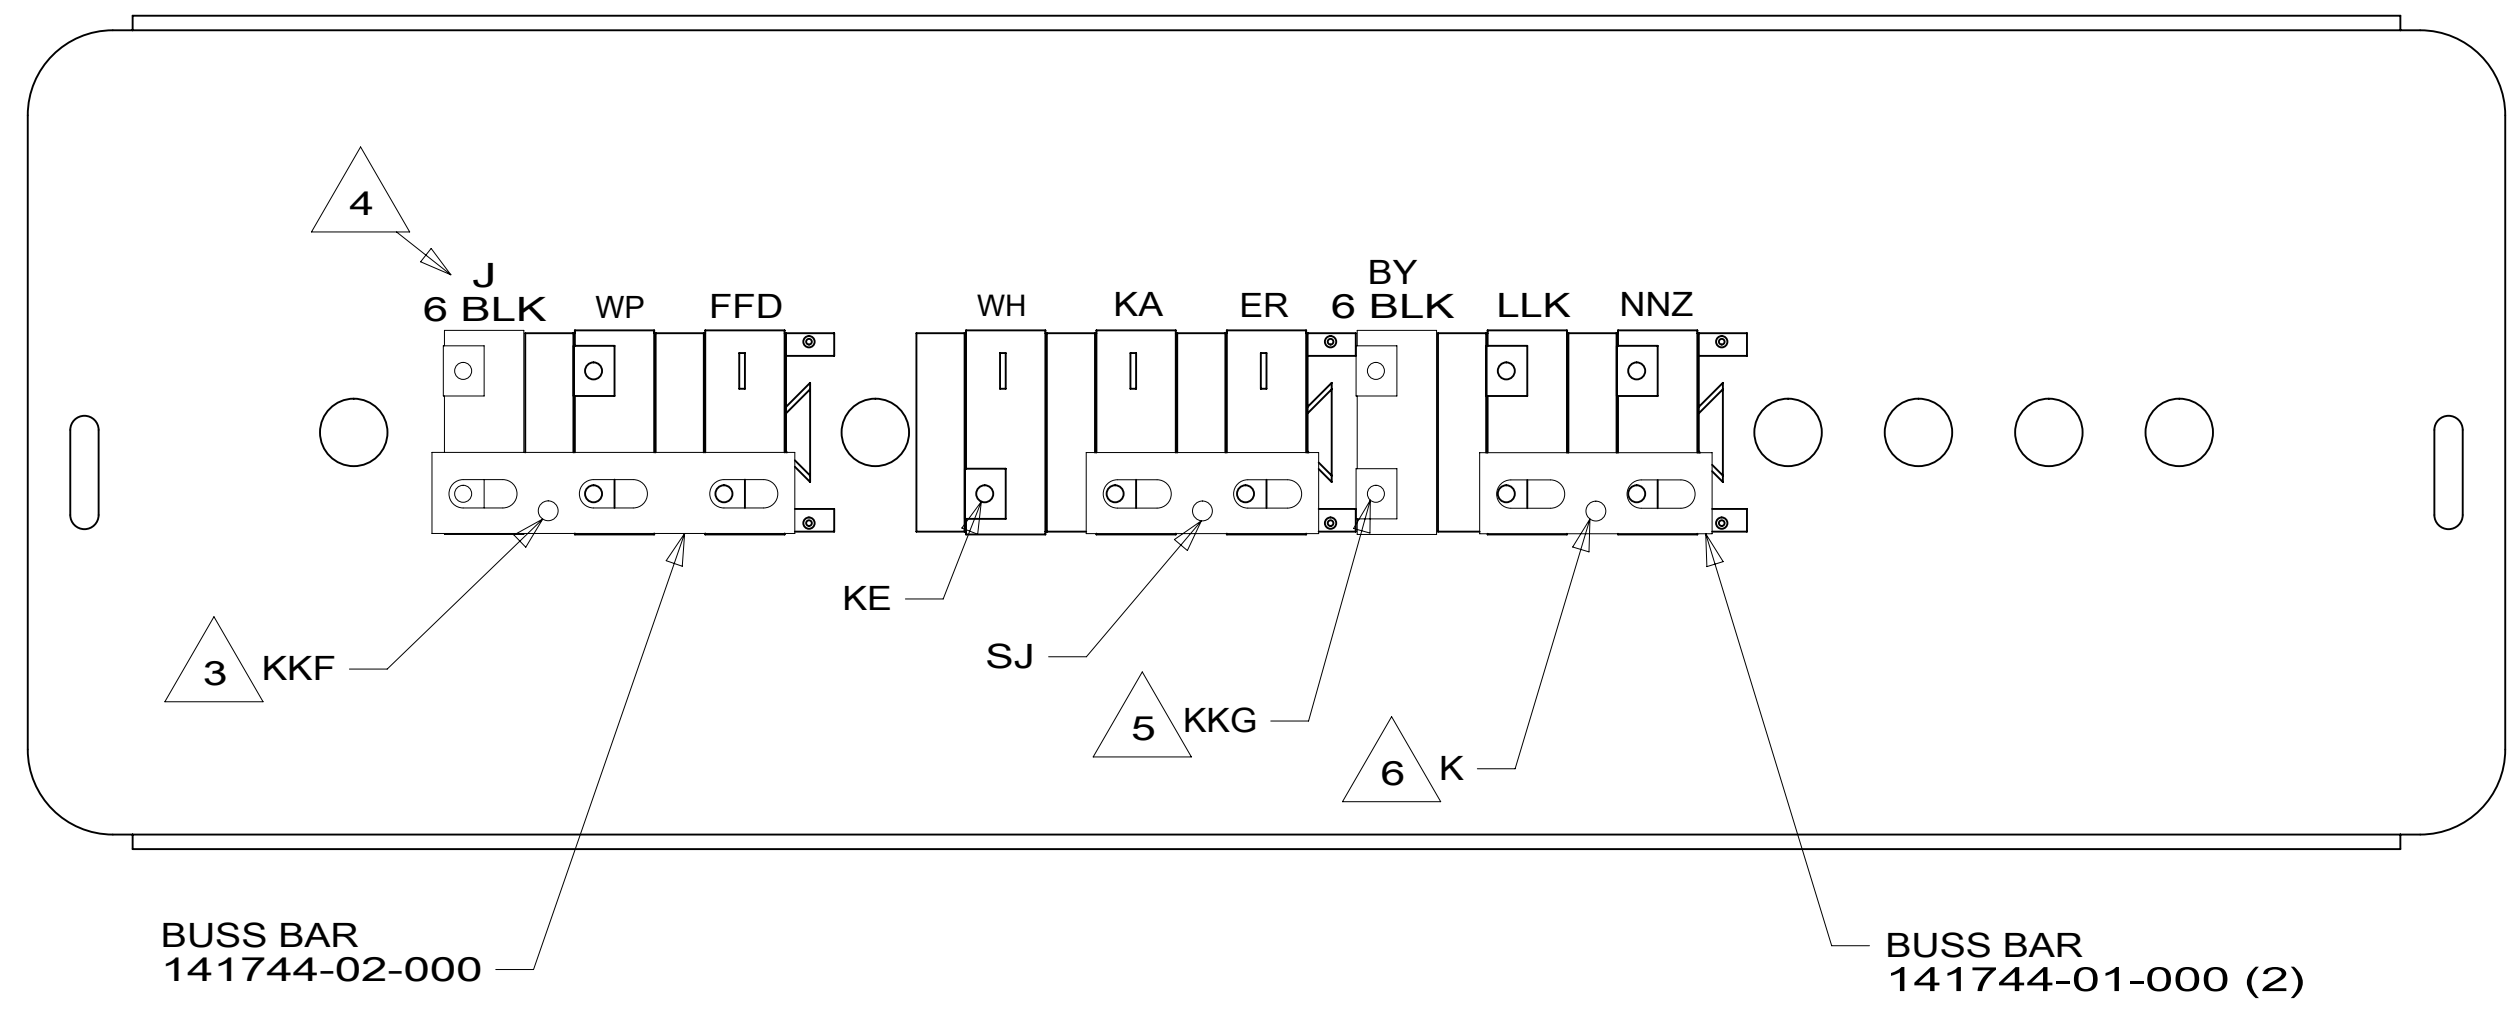 4
J
6 BLK
WP
FFD
WH
KA
ER
BY
6 BLK
LLK
NNZ
KE
SJ
3 KKF
5 KKG
6 K
BUSS BAR
141744-02-000
BUSS BAR
141744-01-000 (2)